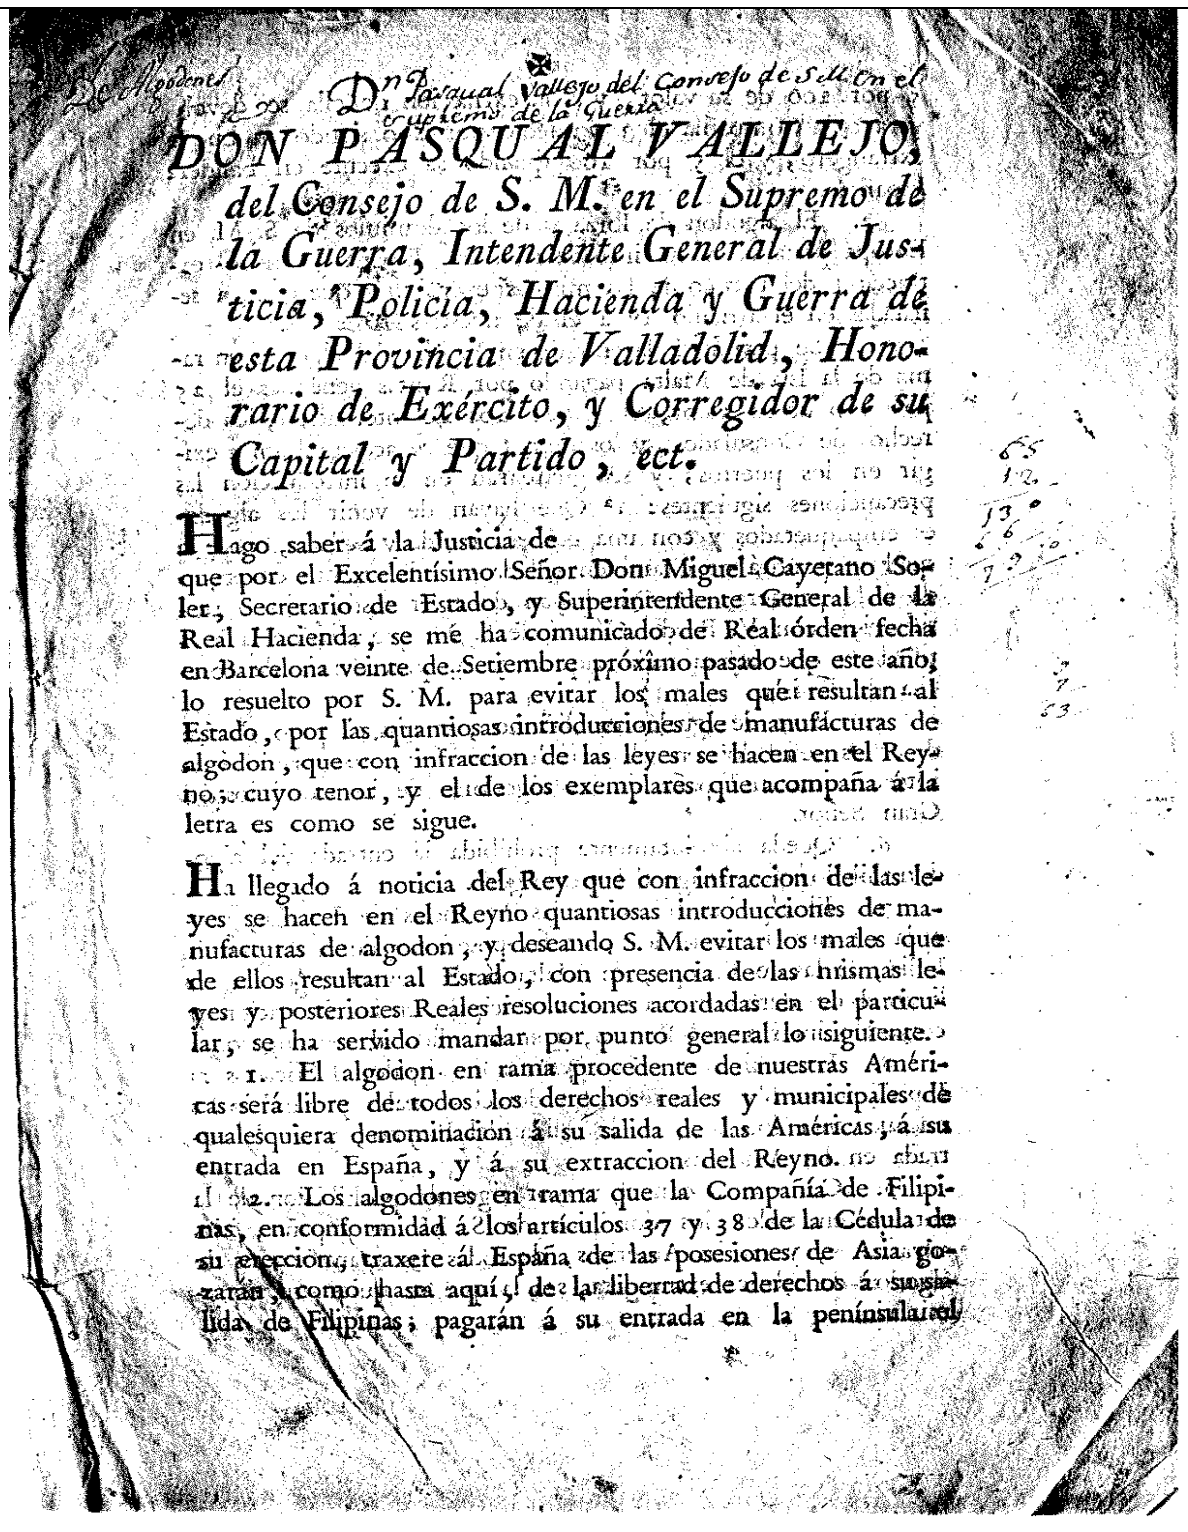 De Algodones
Dn Pasqual Vallejo del Consejo de S M en el
supremo de la Guerra
DON PASQUAL VALLEJO,
del Consejo de S. M. en el Supremo de
la Guerra, Intendente General de Jus-
ticia, Policía, Hacienda y Guerra de
esta Provincia de Valladolid, Hono-
rario de Exército, y Corregidor de su
Capital y Partido, ect.
Hago saber á la Justicia de
que por el Excelentísimo Señor Don Miguel Cayetano So-
ler, Secretario de Estado, y Superintendente General de la
Real Hacienda, se me ha comunicado de Real órden fecha
en Barcelona veinte de Setiembre próxîmo pasado de este año,
lo resuelto por S. M. para evitar los males que resultan al
Estado, por las quantiosas introducciones de manufacturas de
algodon, que con infraccion de las leyes se hacen en el Rey-
no; cuyo tenor, y el de los exemplares que acompaña á la
letra es como se sigue.
Ha llegado á noticia del Rey que con infraccion de las le-
yes se hacen en el Reyno quantiosas introducciones de ma-
nufacturas de algodon, y deseando S. M. evitar los males que
de ellos resultan al Estado, con presencia de las mismas le-
yes y posteriores Reales resoluciones acordadas en el particu-
lar, se ha servido mandar por punto general lo siguiente.
1. El algodon en rama procedente de nuestras Améri-
cas será libre de todos los derechos reales y municipales de
qualesquiera denominacion á su salida de las Américas, á su
entrada en España, y á su extraccion del Reyno.
2. Los algodones en rama que la Compañía de Filipi-
nas, en conformidad á los artículos 37 y 38 de la Cédula de
su ereccion, traxere á España de las posesiones de Asia go-
zarán, como hasta aquí, de la libertad de derechos á su sa-
lida de Filipinas; pagarán á su entrada en la península el
65
12
130